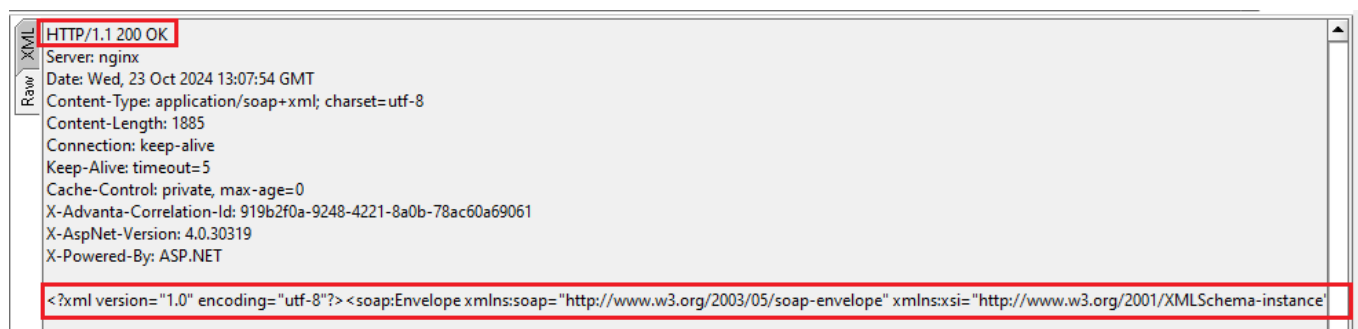 XML
Raw
HTTP/1.1 200 OK
Server: nginx
Date: Wed, 23 Oct 2024 13:07:54 GMT
Content-Type: application/soap+xml; charset=utf-8
Content-Length: 1885
Connection: keep-alive
Keep-Alive: timeout=5
Cache-Control: private, max-age=0
X-Advanta-Correlation-Id: 919b2f0a-9248-4221-8a0b-78ac60a69061
X-AspNet-Version: 4.0.30319
X-Powered-By: ASP.NET
<?xml version="1.0" encoding="utf-8"?><soap:Envelope xmlns:soap="http://www.w3.org/2003/05/soap-envelope" xmlns:xsi="http://www.w3.org/2001/XMLSchema-instance"